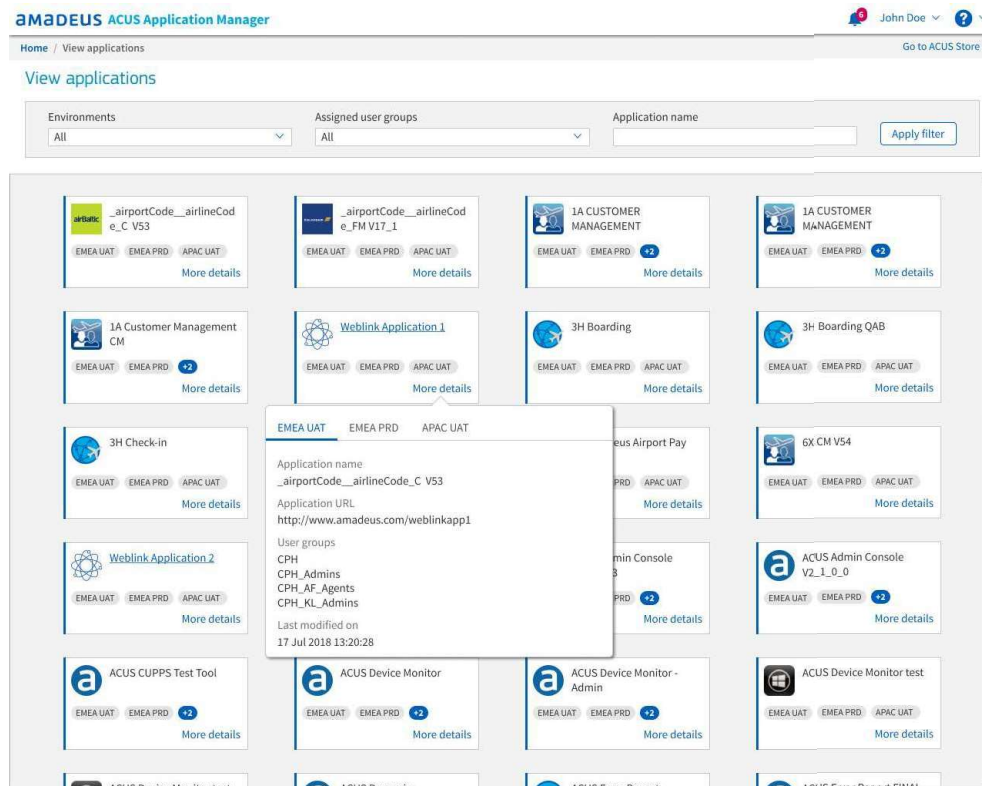 amadeus ACUS Application Manager
6
John Doe
?
Home / View applications
Go to ACUS Store
View applications
Environments
Assigned user groups
Application name
All
All
Apply filter
airBaltic
_airportCode__airlineCod
e_C V53
EMEA UAT EMEA PRD APAC UAT
More details
_airportCode__airlineCod
e_FM V17_1
EMEA UAT EMEA PRD APAC UAT
More details
1A CUSTOMER
MANAGEMENT
EMEA UAT EMEA PRD +2
More details
1A CUSTOMER
MANAGEMENT
EMEA UAT EMEA PRD +2
More details
1A Customer Management
CM
EMEA UAT EMEA PRD +2
More details
Weblink Application 1
EMEA UAT EMEA PRD APAC UAT
More details
3H Boarding
EMEA UAT EMEA PRD APAC UAT
More details
3H Boarding QAB
EMEA UAT EMEA PRD APAC UAT
More details
3H Check-in
EMEA UAT EMEA PRD APAC UAT
More details
EMEA UAT EMEA PRD APAC UAT
Application name
_airportCode__airlineCode_C V53
Application URL
http://www.amadeus.com/weblinkapp1
User groups
CPH
CPH_Admins
CPH_AF_Agents
CPH_KL_Admins
Last modified on
17 Jul 2018 13:20:28
eus Airport Pay
PRD APAC UAT
More details
6X CM V54
EMEA UAT EMEA PRD APAC UAT
More details
Weblink Application 2
EMEA UAT EMEA PRD APAC UAT
More details
min Console
3
PRD +2
More details
ACUS Admin Console
V2_1_0_0
EMEA UAT EMEA PRD +2
More details
ACUS CUPPS Test Tool
EMEA UAT EMEA PRD +2
More details
ACUS Device Monitor
EMEA UAT EMEA PRD +2
More details
ACUS Device Monitor -
Admin
EMEA UAT EMEA PRD +2
More details
ACUS Device Monitor test
EMEA UAT EMEA PRD APAC UAT
More details